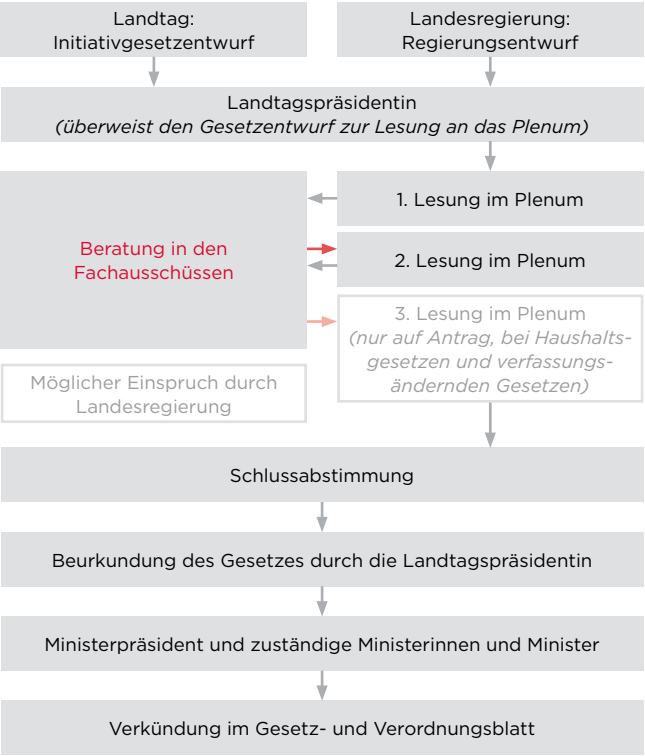 Landtag:
Initiativgesetzentwurf
Landesregierung:
Regierungsentwurf
Landtagspräsidentin
(überweist den Gesetzentwurf zur Lesung an das Plenum)
1. Lesung im Plenum
Beratung in den
Fachausschüssen
2. Lesung im Plenum
3. Lesung im Plenum
(nur auf Antrag, bei Haushalts-
gesetzen und verfassungs-
ändernden Gesetzen)
Möglicher Einspruch durch
Landesregierung
Schlussabstimmung
Beurkundung des Gesetzes durch die Landtagspräsidentin
Ministerpräsident und zuständige Ministerinnen und Minister
Verkündung im Gesetz- und Verordnungsblatt